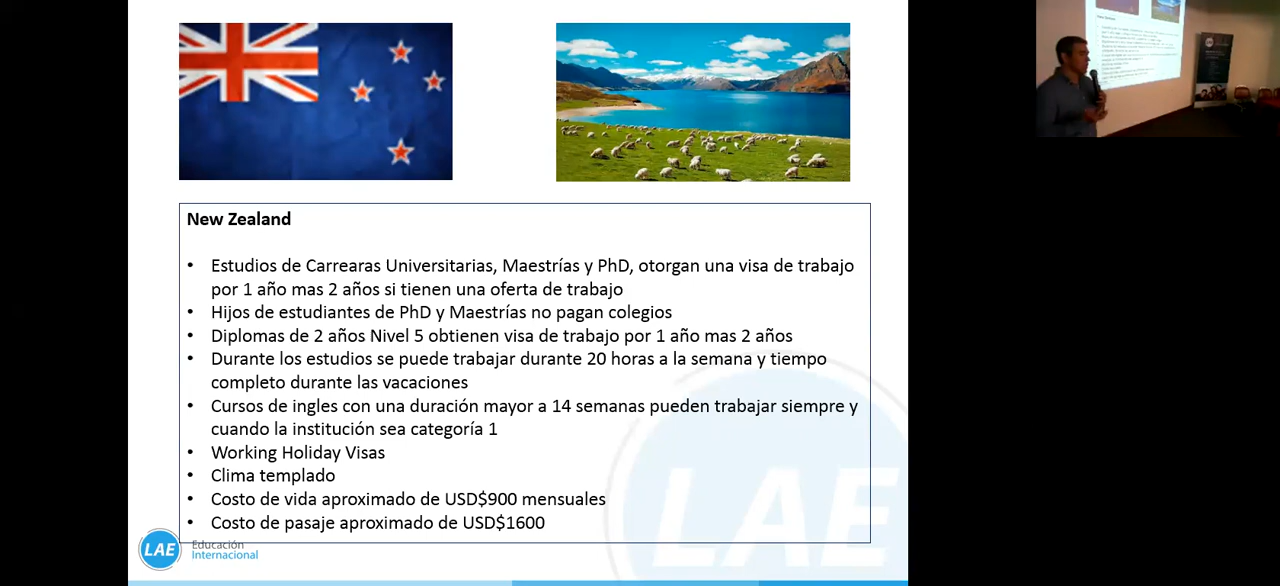 New Zealand
• Estudios de Carrearas Universitarias, Maestrías y PhD, otorgan una visa de trabajo
por 1 año mas 2 años si tienen una oferta de trabajo
• Hijos de estudiantes de PhD y Maestrías no pagan colegios
• Diplomas de 2 años Nivel 5 obtienen visa de trabajo por 1 año mas 2 años
• Durante los estudios se puede trabajar durante 20 horas a la semana y tiempo
completo durante las vacaciones
• Cursos de ingles con una duración mayor a 14 semanas pueden trabajar siempre y
cuando la institución sea categoría 1
• Working Holiday Visas
• Clima templado
• Costo de vida aproximado de USD$900 mensuales
• Costo de pasaje aproximado de USD$1600
LAE
LAE Educación
Internacional